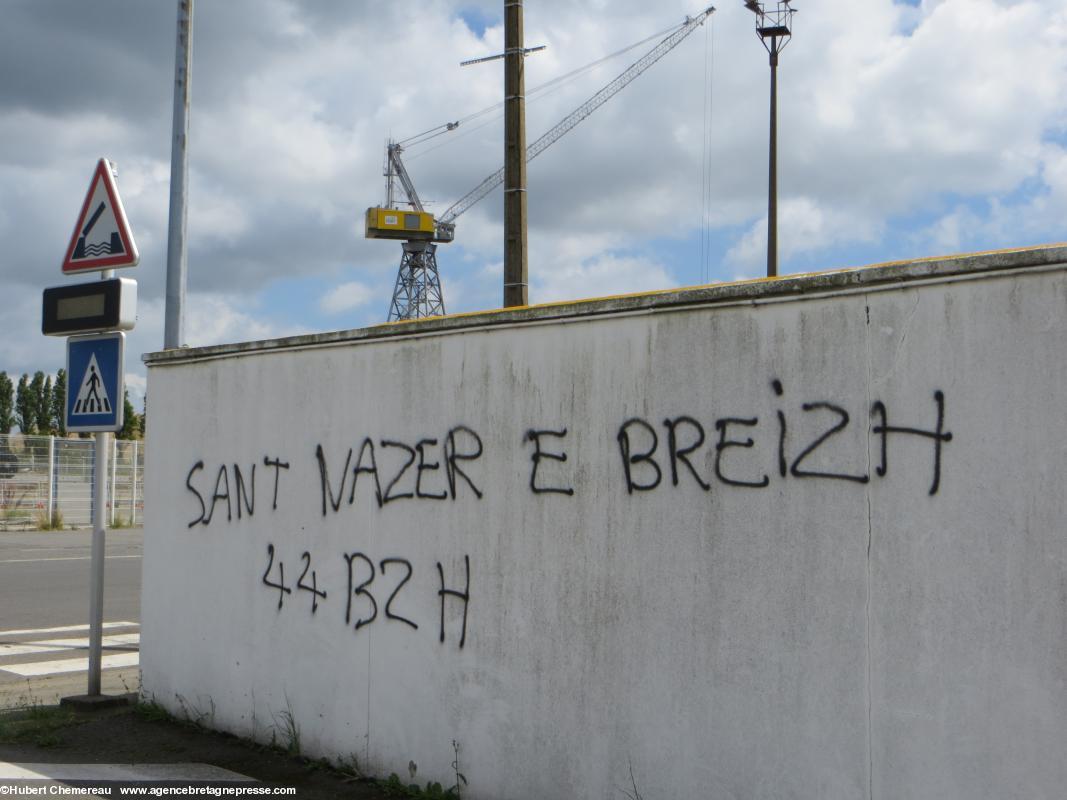 SANT NAZER E BREiZH
44 BZH
©Hubert Chemereau www.agencebretagnepresse.com